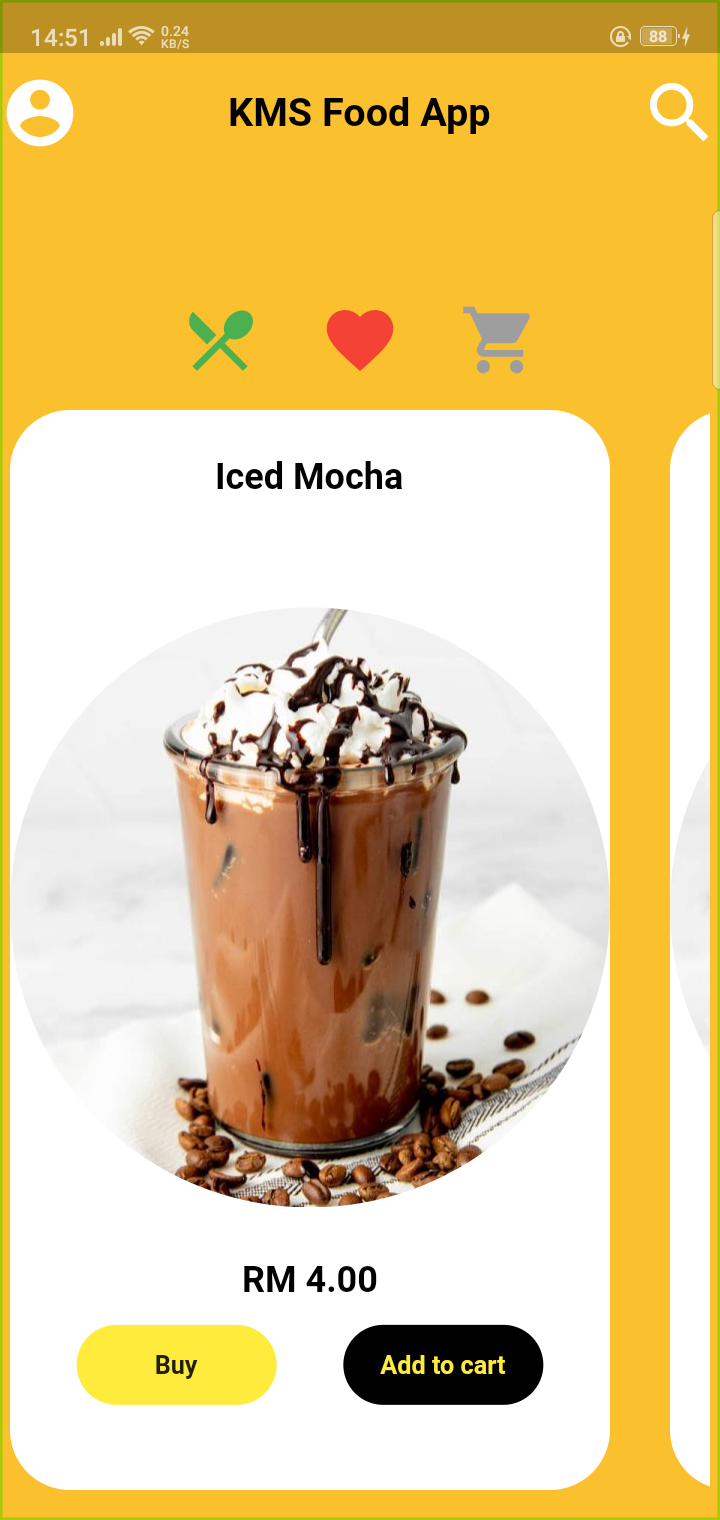 14:51
0.24
KB/S
88
KMS Food App
Iced Mocha
RM 4.00
Buy
Add to cart